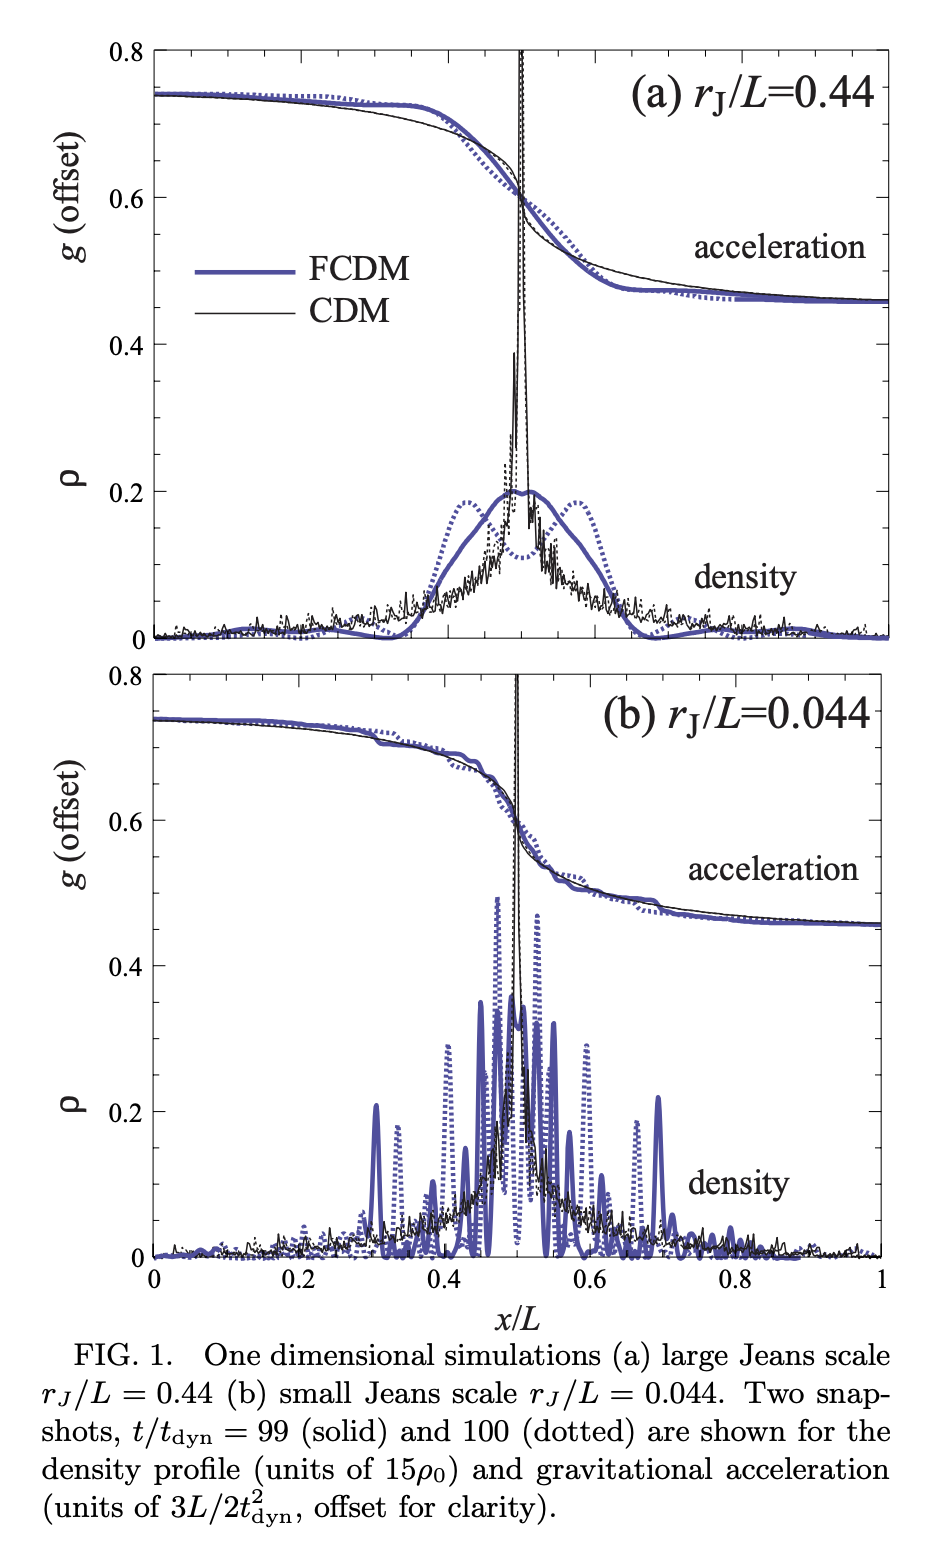 0.8
(a) rJ/L=0.44
g (offset)
0.6
acceleration
FCDM
CDM
0.4
ρ
0.2
density
0
0.8
(b) rJ/L=0.044
g (offset)
0.6
acceleration
0.4
ρ
0.2
density
0
0 0.2 0.4 0.6 0.8 1
x/L
FIG. 1. One dimensional simulations (a) large Jeans scale
rJ/L = 0.44 (b) small Jeans scale rJ/L = 0.044. Two snap-
shots, t/tdyn = 99 (solid) and 100 (dotted) are shown for the
density profile (units of 15ρ0) and gravitational acceleration
(units of 3L/2t²dyn, offset for clarity).